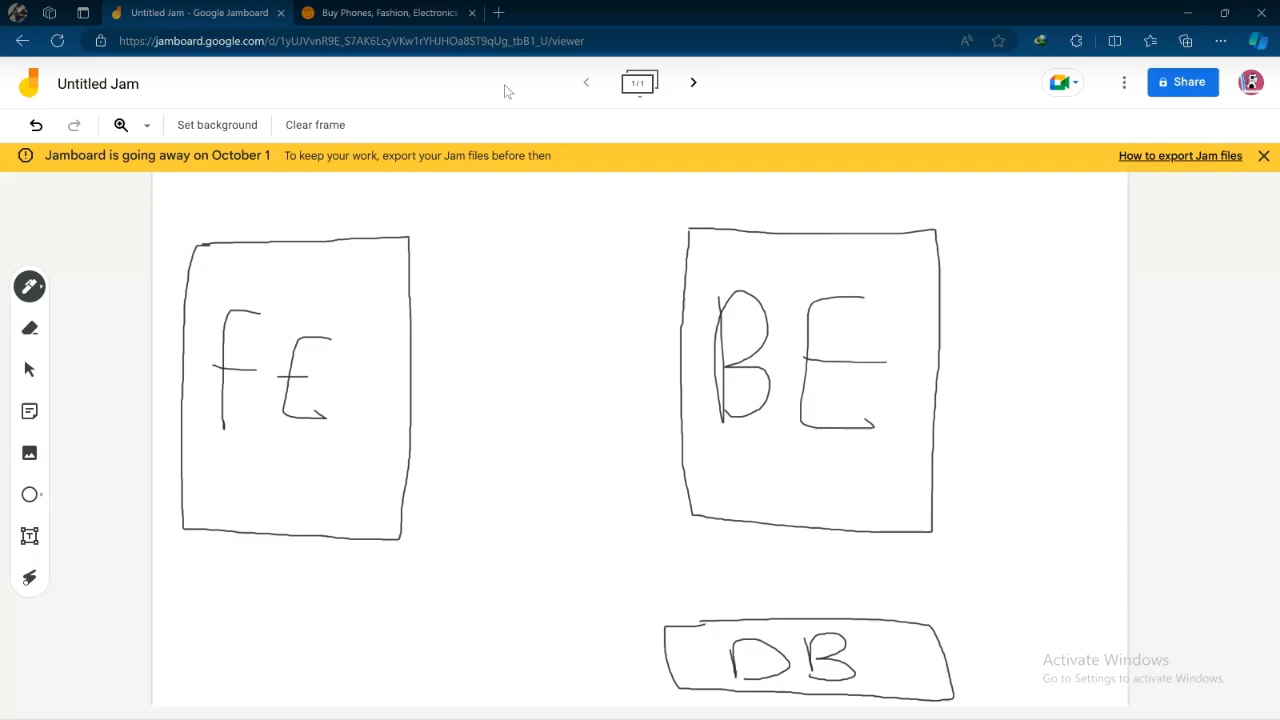 Untitled Jam - Google Jamboard
Buy Phones, Fashion, Electronics
https://jamboard.google.com/d/1yUJVvnR9E_S7AK6LcyVKw1rYHJHOa8ST9qUg_tbB1_U/viewer
Untitled Jam
1/1
Share
Set background
Clear frame
Jamboard is going away on October 1 To keep your work, export your Jam files before then
How to export Jam files
FE
BE
DB
Activate Windows
Go to Settings to activate Windows.